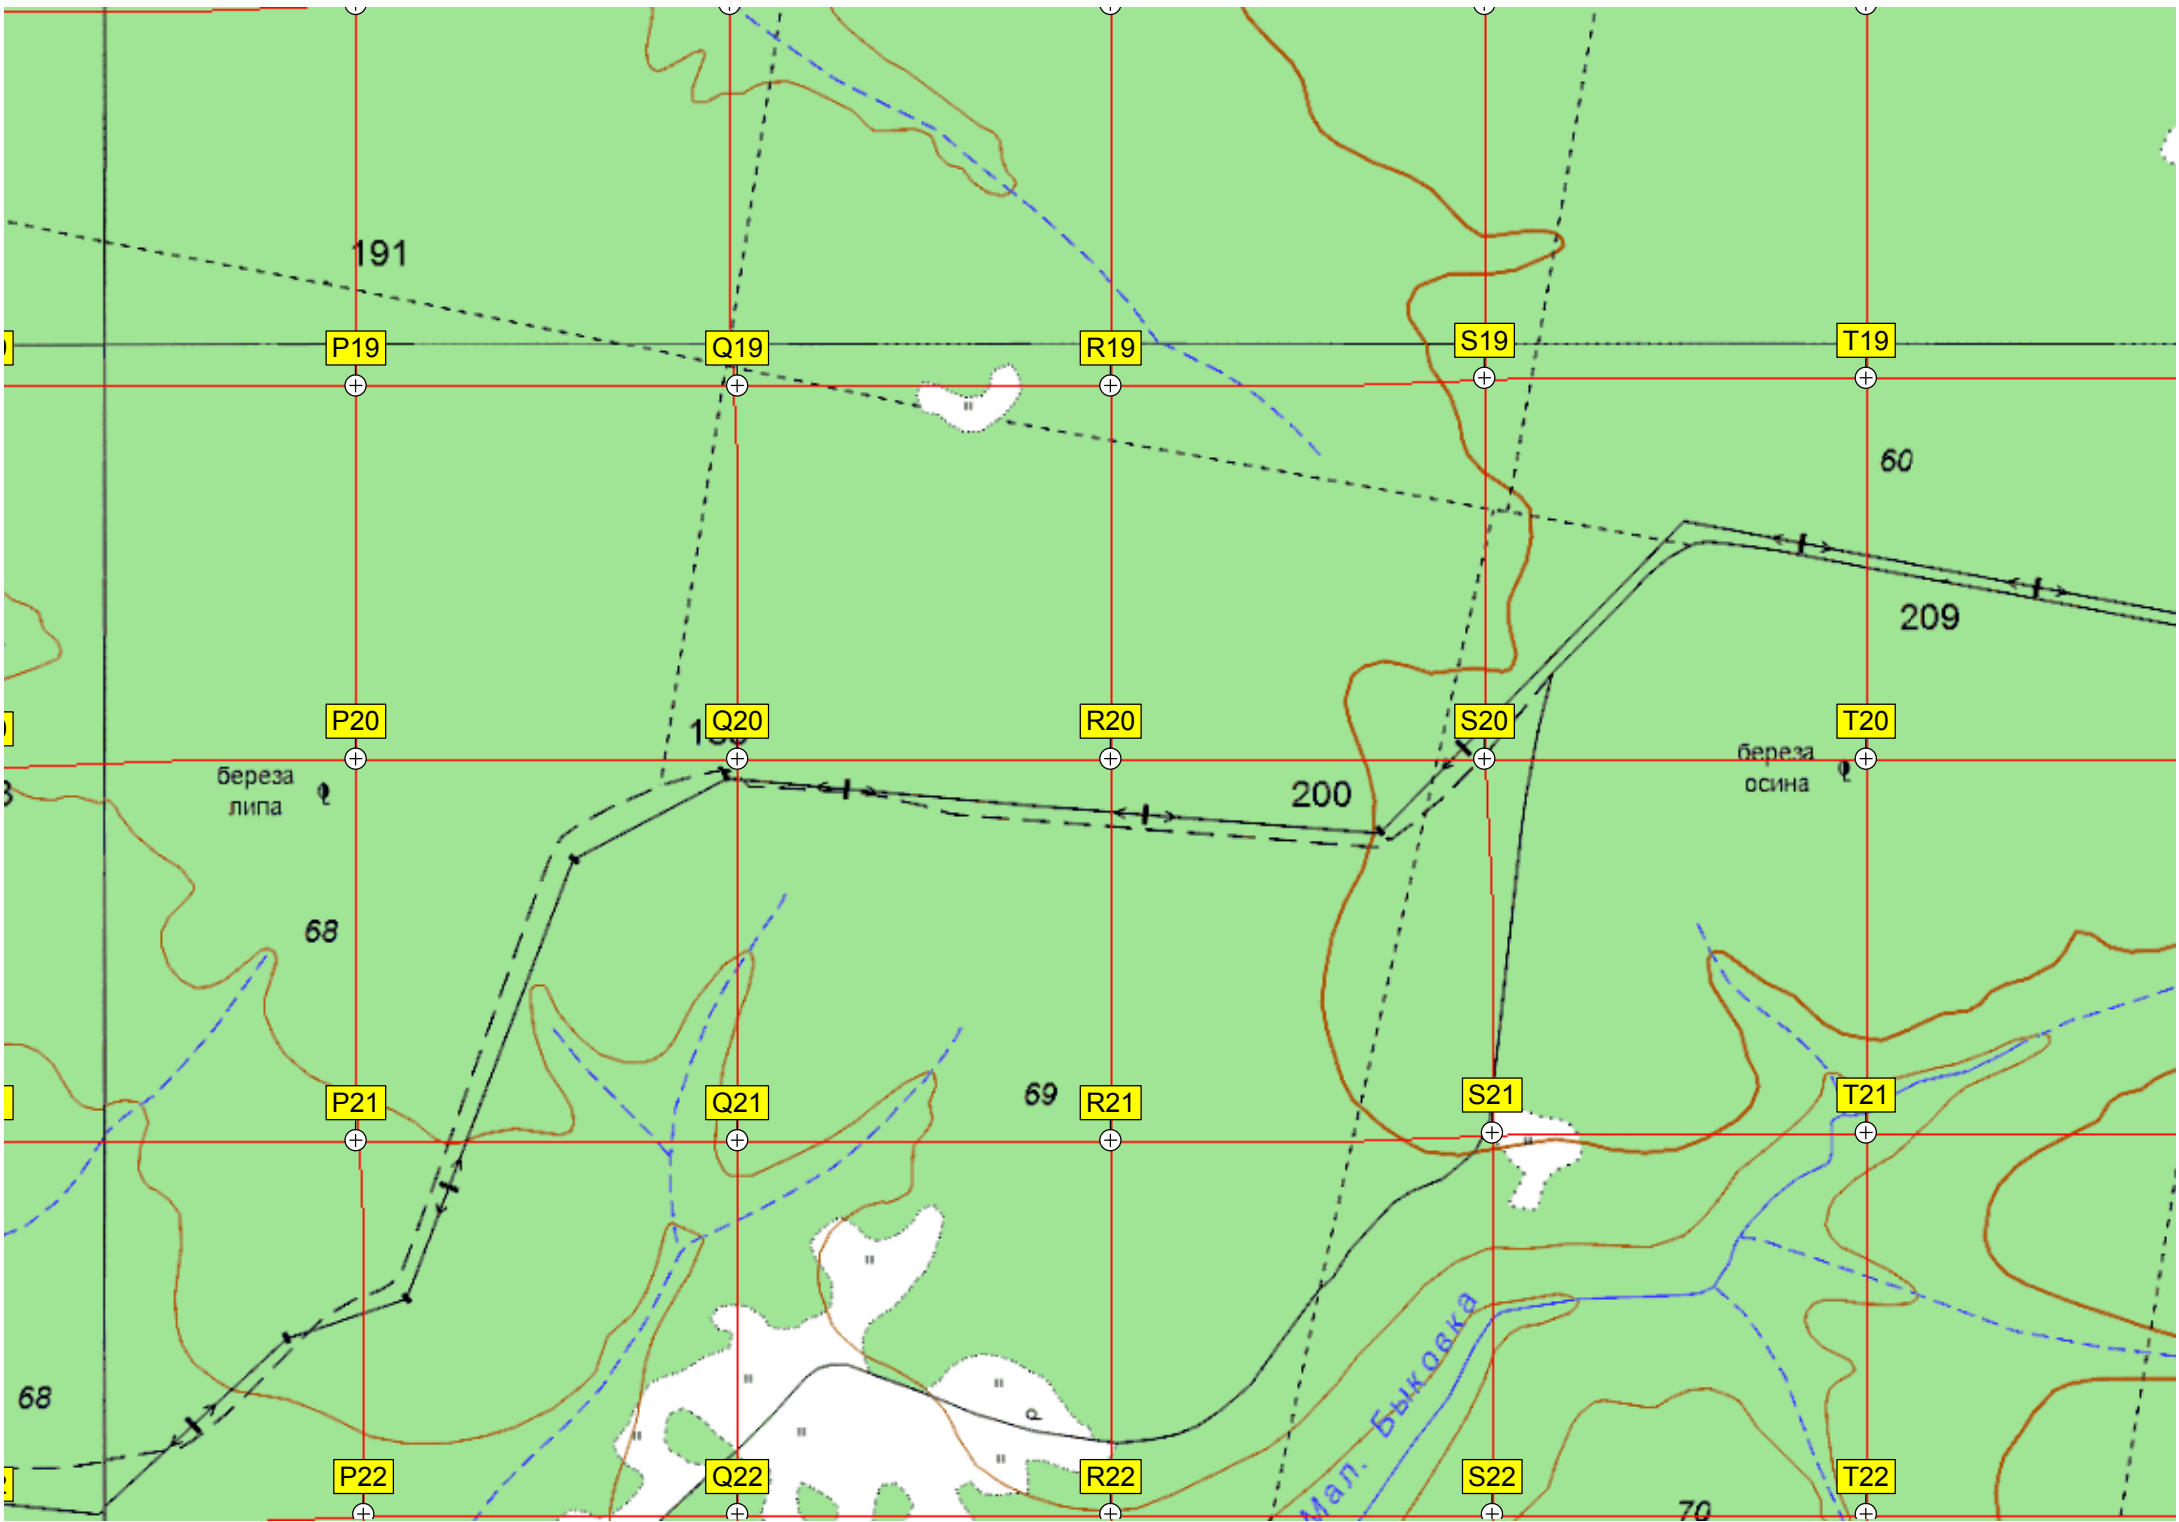 191
P19
Q19
R19
S19
T19
60
209
P20
Q20
R20
S20
T20
береза
липа
200
береза
осина
68
69
P21
Q21
R21
S21
T21
68
Мал. Быковка
P
P22
Q22
R22
S22
T22
70